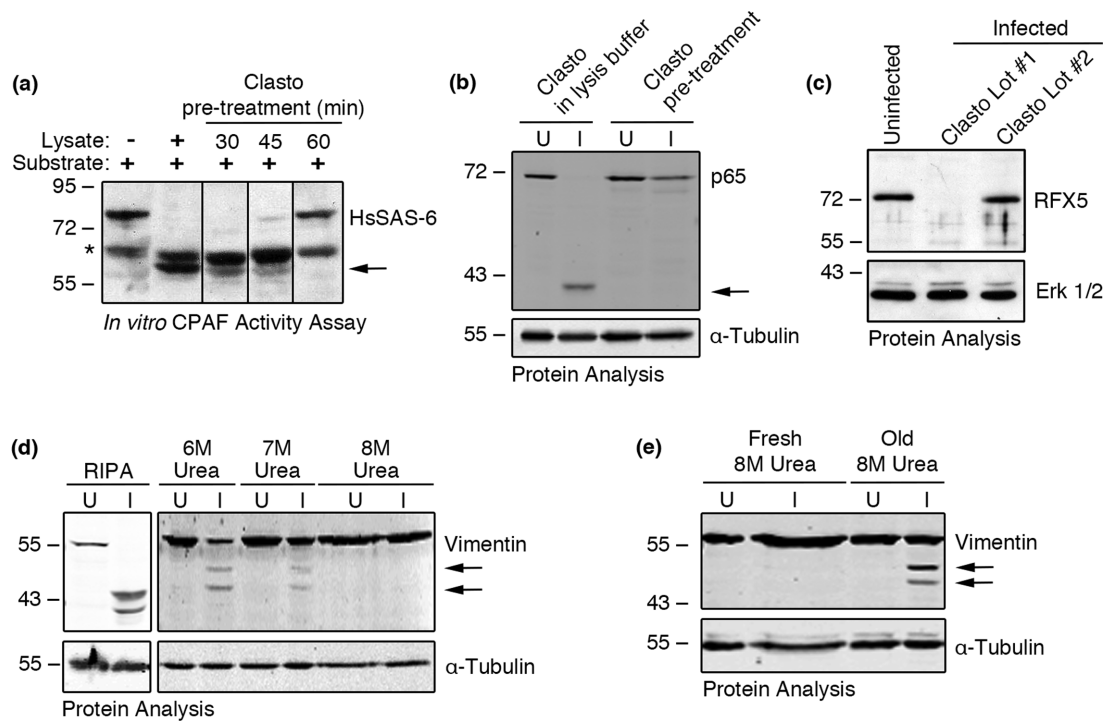 (a)
Clasto
pre-treatment (min)
Lysate: - + 30 45 60
Substrate: + + + + +
95
72
*
55
HsSAS-6
In vitro CPAF Activity Assay
(b)
Clasto
in lysis buffer
Clasto
pre-treatment
U I U I
72
43
55
p65
α-Tubulin
Protein Analysis
(c)
Infected
Uninfected
Clasto Lot #1
Clasto Lot #2
72
55
43
RFX5
Erk 1/2
Protein Analysis
(d)
RIPA
6M
Urea
7M
Urea
8M
Urea
U I U I U I U I
55
43
55
Vimentin
α-Tubulin
Protein Analysis
(e)
Fresh
8M Urea
Old
8M Urea
U I U I
55
43
55
Vimentin
α-Tubulin
Protein Analysis